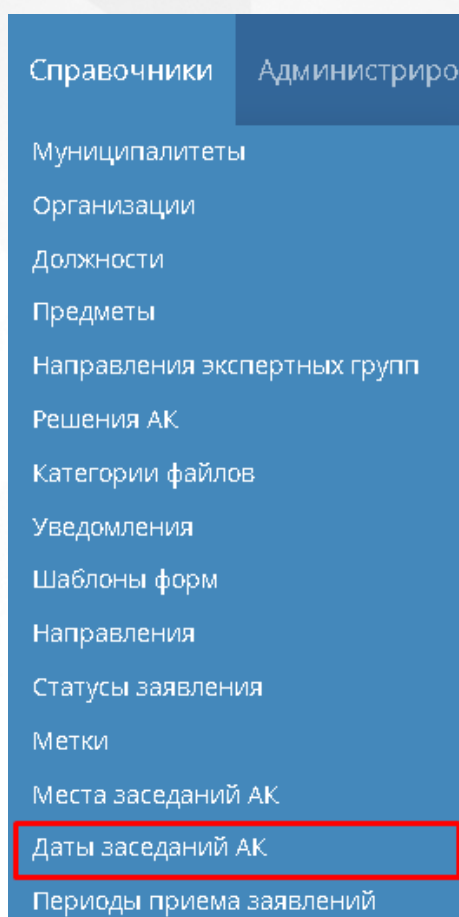 Справочники Администриро
Муниципалитеты
Организации
Должности
Предметы
Направления экспертных групп
Решения АК
Категории файлов
Уведомления
Шаблоны форм
Направления
Статусы заявления
Метки
Места заседаний АК
Даты заседаний АК
Периоды приема заявлений